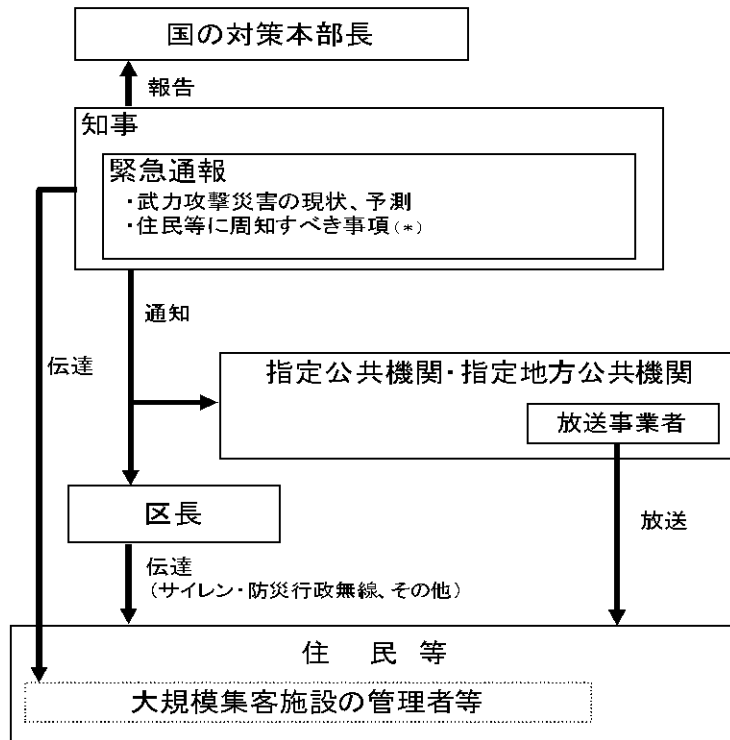 国の対策本部長
報告
知事
緊急通報
・武力攻撃災害の現状、予測
・住民等に周知すべき事項(*)
通知
伝達
指定公共機関・指定地方公共機関
放送事業者
区長
放送
伝達
(サイレン・防災行政無線、その他)
住 民 等
大規模集客施設の管理者等